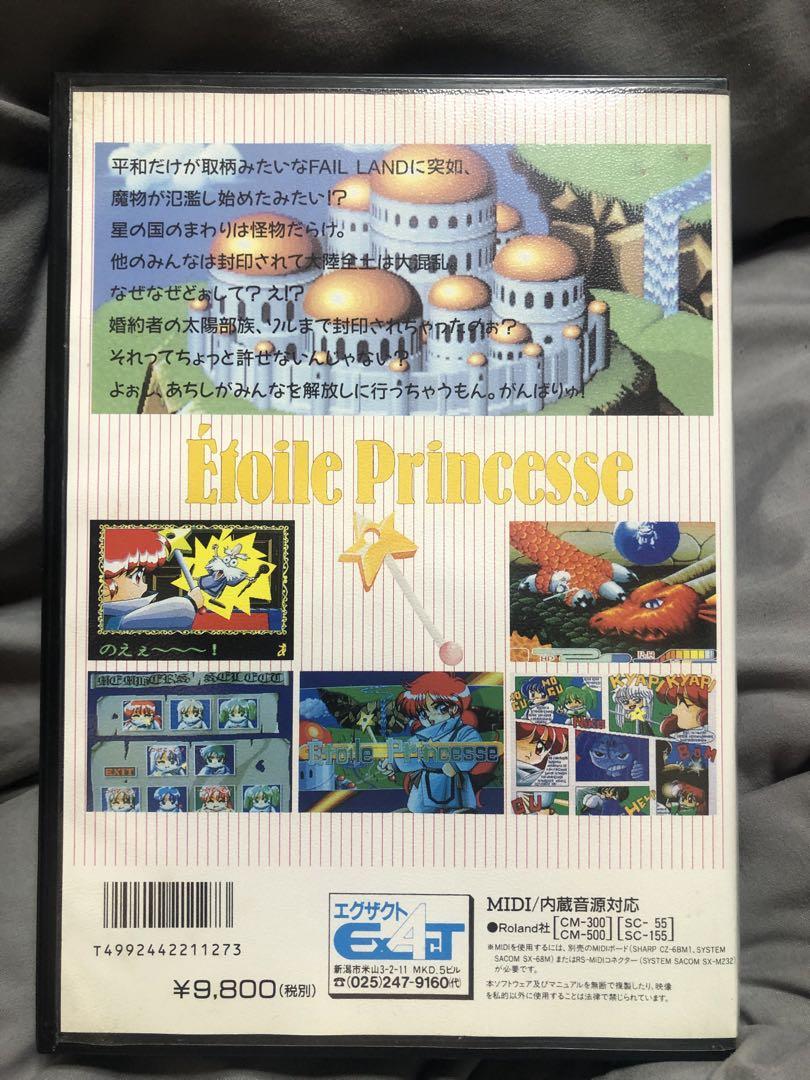 平和だけが取柄みたいなFAIL LANDに突如、
魔物が氾濫し始めたみたい!?
星の国のまわりは怪物だらけ。
他のみんなは封印されて大陸全土は大混乱。
なぜなぜどぉして? え!?
婚約者の太陽部族、ソルまで封印されちゃったのぉ?
それってちょっと許せないんじゃない?
よぉし、あちしがみんなを解放しに行っちゃうもん。がんばりゅ!
Étoile Princesse
のえぇ〜〜〜! あ
MEMBERS' SELECT
EXIT
Etoile Princesse
KYAP KYAP!
BU
T4992442211273
¥9,800(税別)
エグザクト
EXACT
新潟市米山3-2-11 MKD.5ビル
☎(025)247-9160(代)
MIDI/内蔵音源対応
●Roland社[CM-300 CM-500][SC- 55 SC-155]
※MIDIを使用するには、別売のMIDIボード(SHARP CZ-6BM1、SYSTEM
SACOM SX-68M)またはRS-MIDIコネクター(SYSTEM SACOM SX-M232)
が必要です。
本ソフトウェア及びマニュアルを無断で複製したり、映像
を私的以外に使用することは法律で禁じられています。